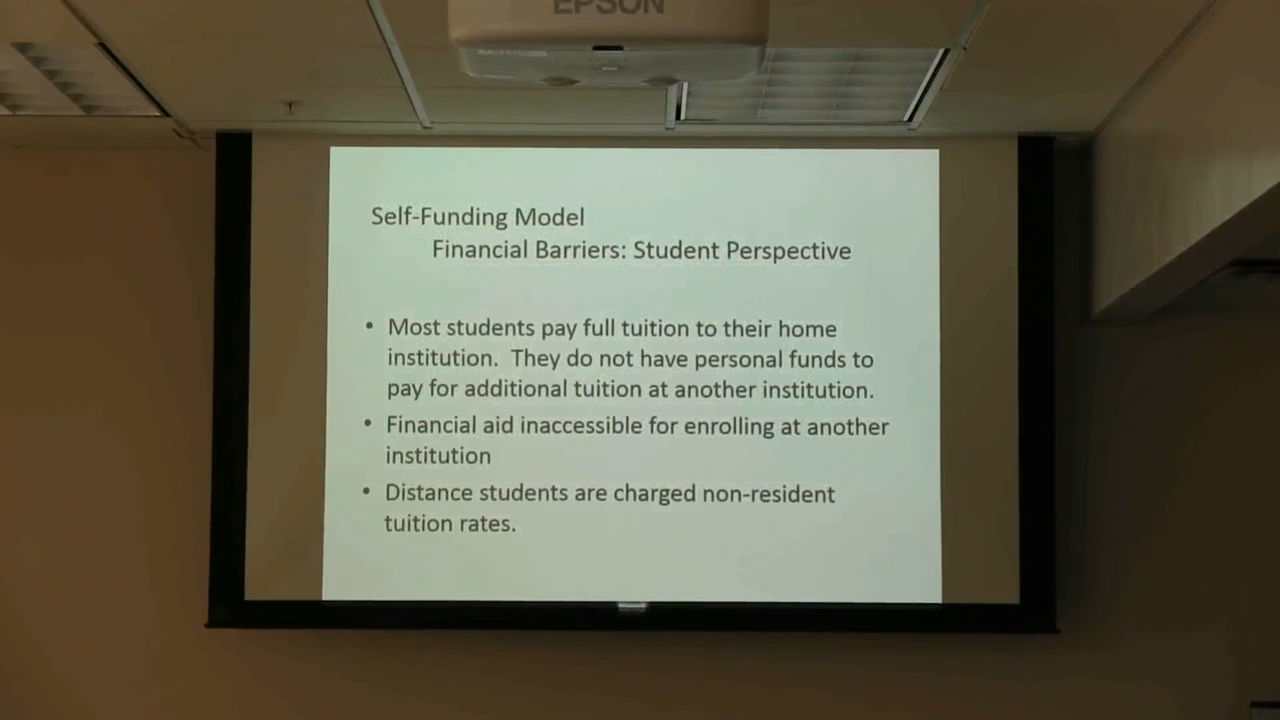 EPSON
Self-Funding Model
Financial Barriers: Student Perspective
• Most students pay full tuition to their home
institution. They do not have personal funds to
pay for additional tuition at another institution.
• Financial aid inaccessible for enrolling at another
institution
• Distance students are charged non-resident
tuition rates.